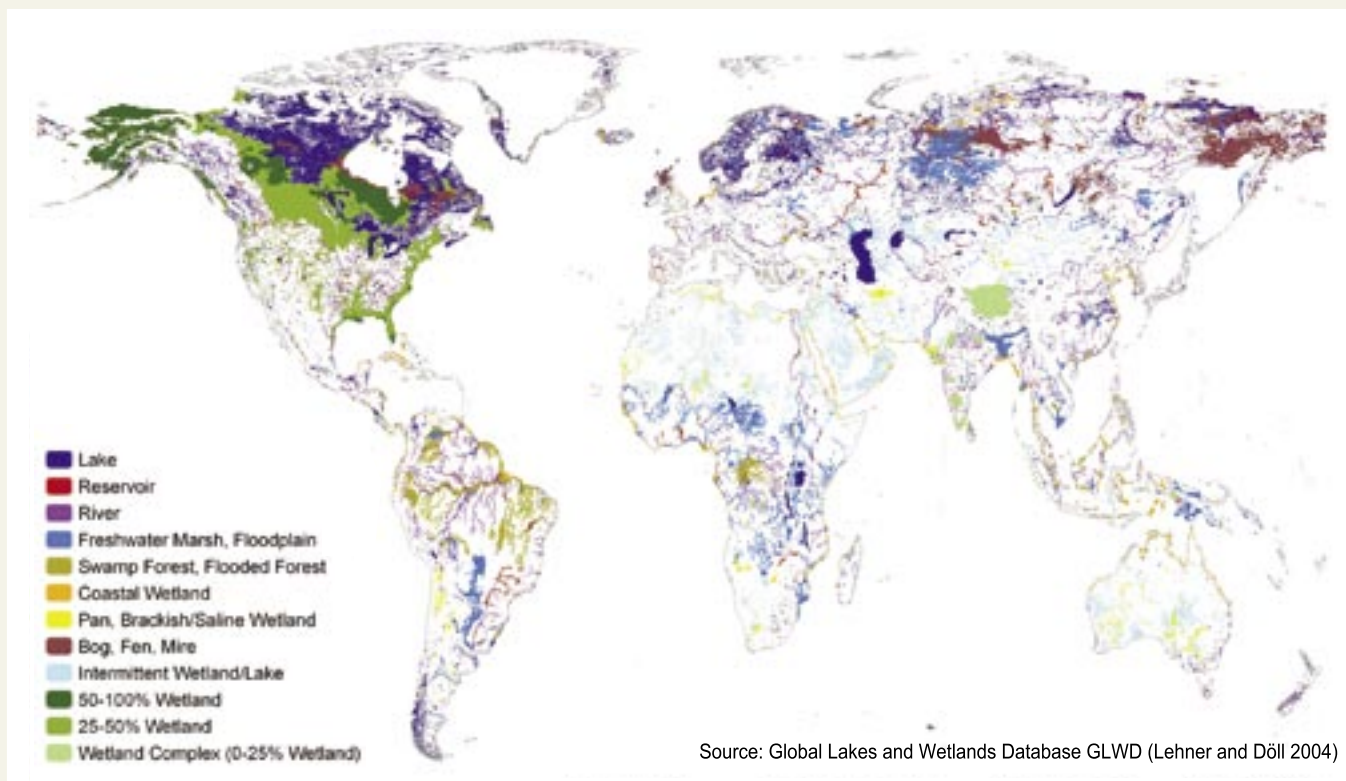 Lake
Reservoir
River
Freshwater Marsh, Floodplain
Swamp Forest, Flooded Forest
Coastal Wetland
Pan, Brackish/Saline Wetland
Bog, Fen, Mire
Intermittent Wetland/Lake
50-100% Wetland
25-50% Wetland
Wetland Complex (0-25% Wetland)
Source: Global Lakes and Wetlands Database GLWD (Lehner and Döll 2004)